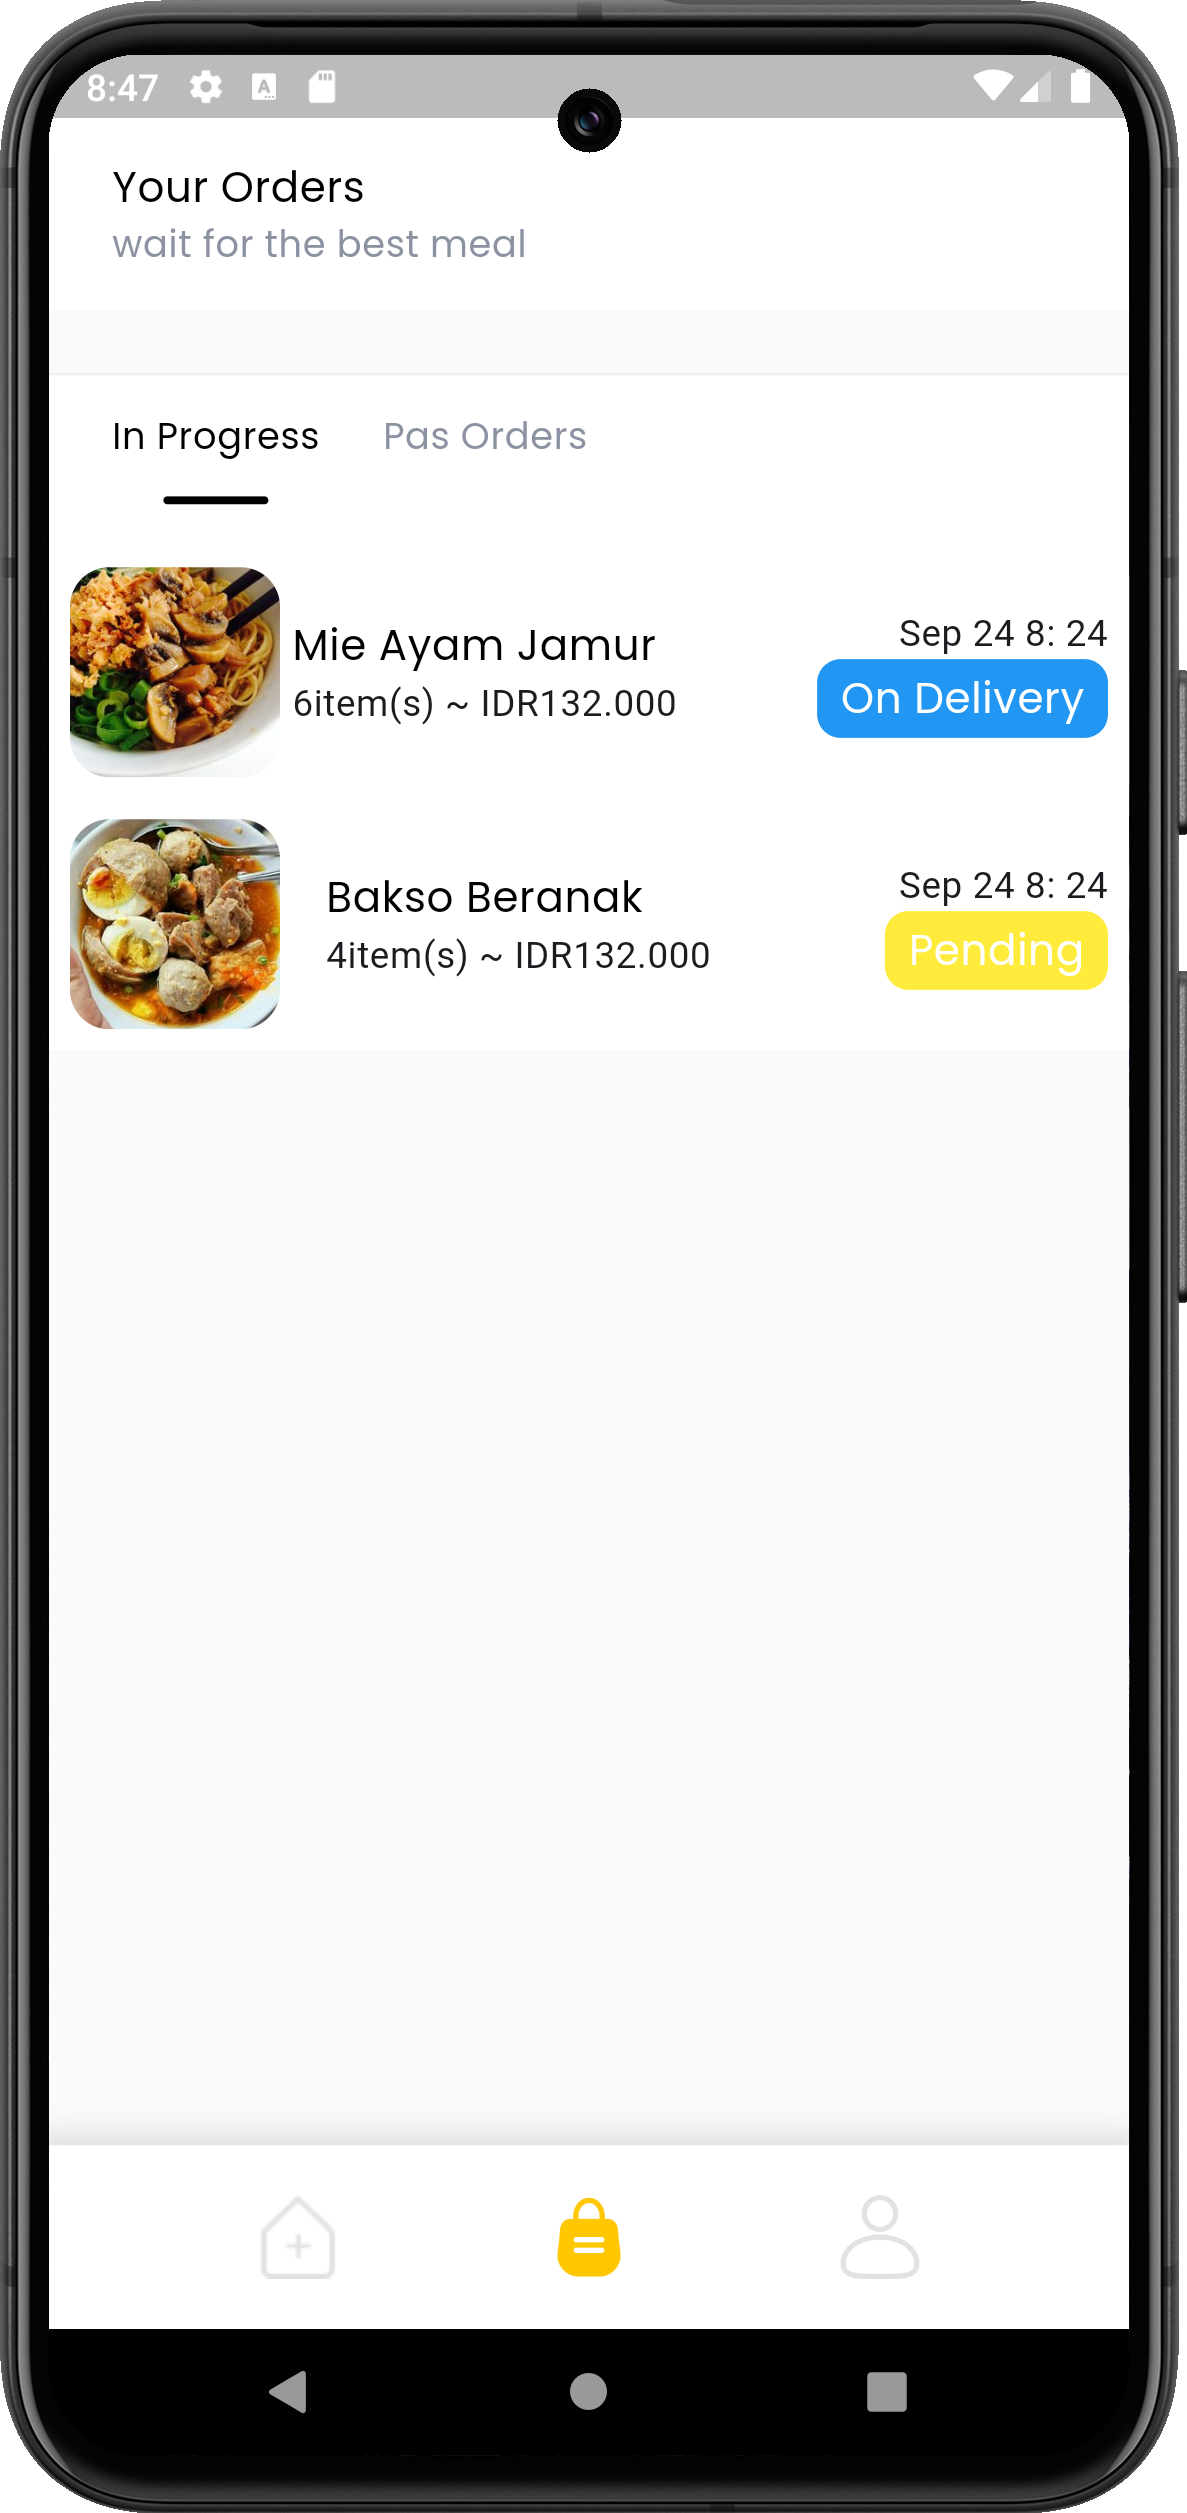 8:47
Your Orders
wait for the best meal
In Progress Pas Orders
Mie Ayam Jamur
6item(s) ~ IDR132.000
Sep 24 8: 24
On Delivery
Bakso Beranak
4item(s) ~ IDR132.000
Sep 24 8: 24
Pending